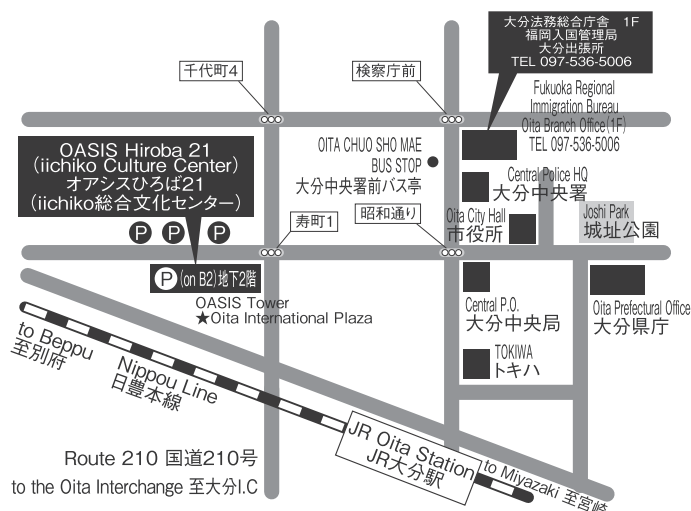 大分法務総合庁舎　1F
福岡入国管理局
大分出張所
TEL 097-536-5006
千代町4
検察庁前
Fukuoka Regional
Immigration Bureau
Oita Branch Office(1F)
TEL 097-536-5006
OASIS Hiroba 21
(iichiko Culture Center)
オアシスひろば21
(iichiko総合文化センター)
OITA CHUO SHO MAE
BUS STOP
大分中央署前バス亭
Central Police HQ
大分中央署
寿町1
昭和通り
Oita City Hall
市役所
Joshi Park
城址公園
P P P
P (on B2)地下2階
OASIS Tower
★Oita International Plaza
Central P.O.
大分中央局
Oita Prefectural Office
大分県庁
to Beppu
至別府
Nippou Line
日豊本線
TOKIWA
トキハ
JR Oita Station
JR大分駅
Route 210 国道210号
to the Oita Interchange 至大分I.C
to Miyazaki 至宮崎